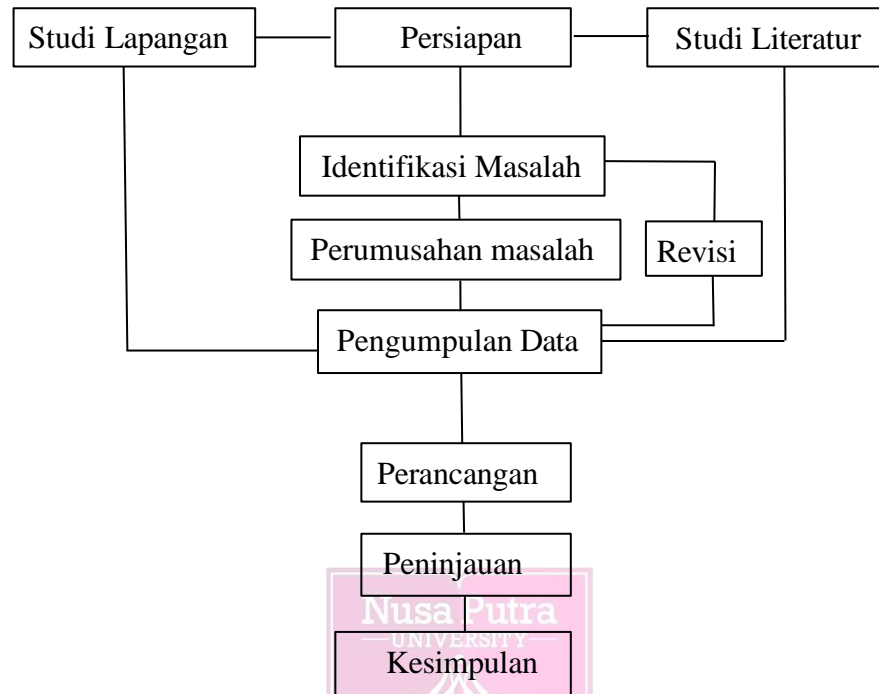 Studi Lapangan
Persiapan
Studi Literatur
Identifikasi Masalah
Perumusahan masalah
Revisi
Pengumpulan Data
Perancangan
Peninjauan
Nusa Putra
UNIVERSITY
Kesimpulan